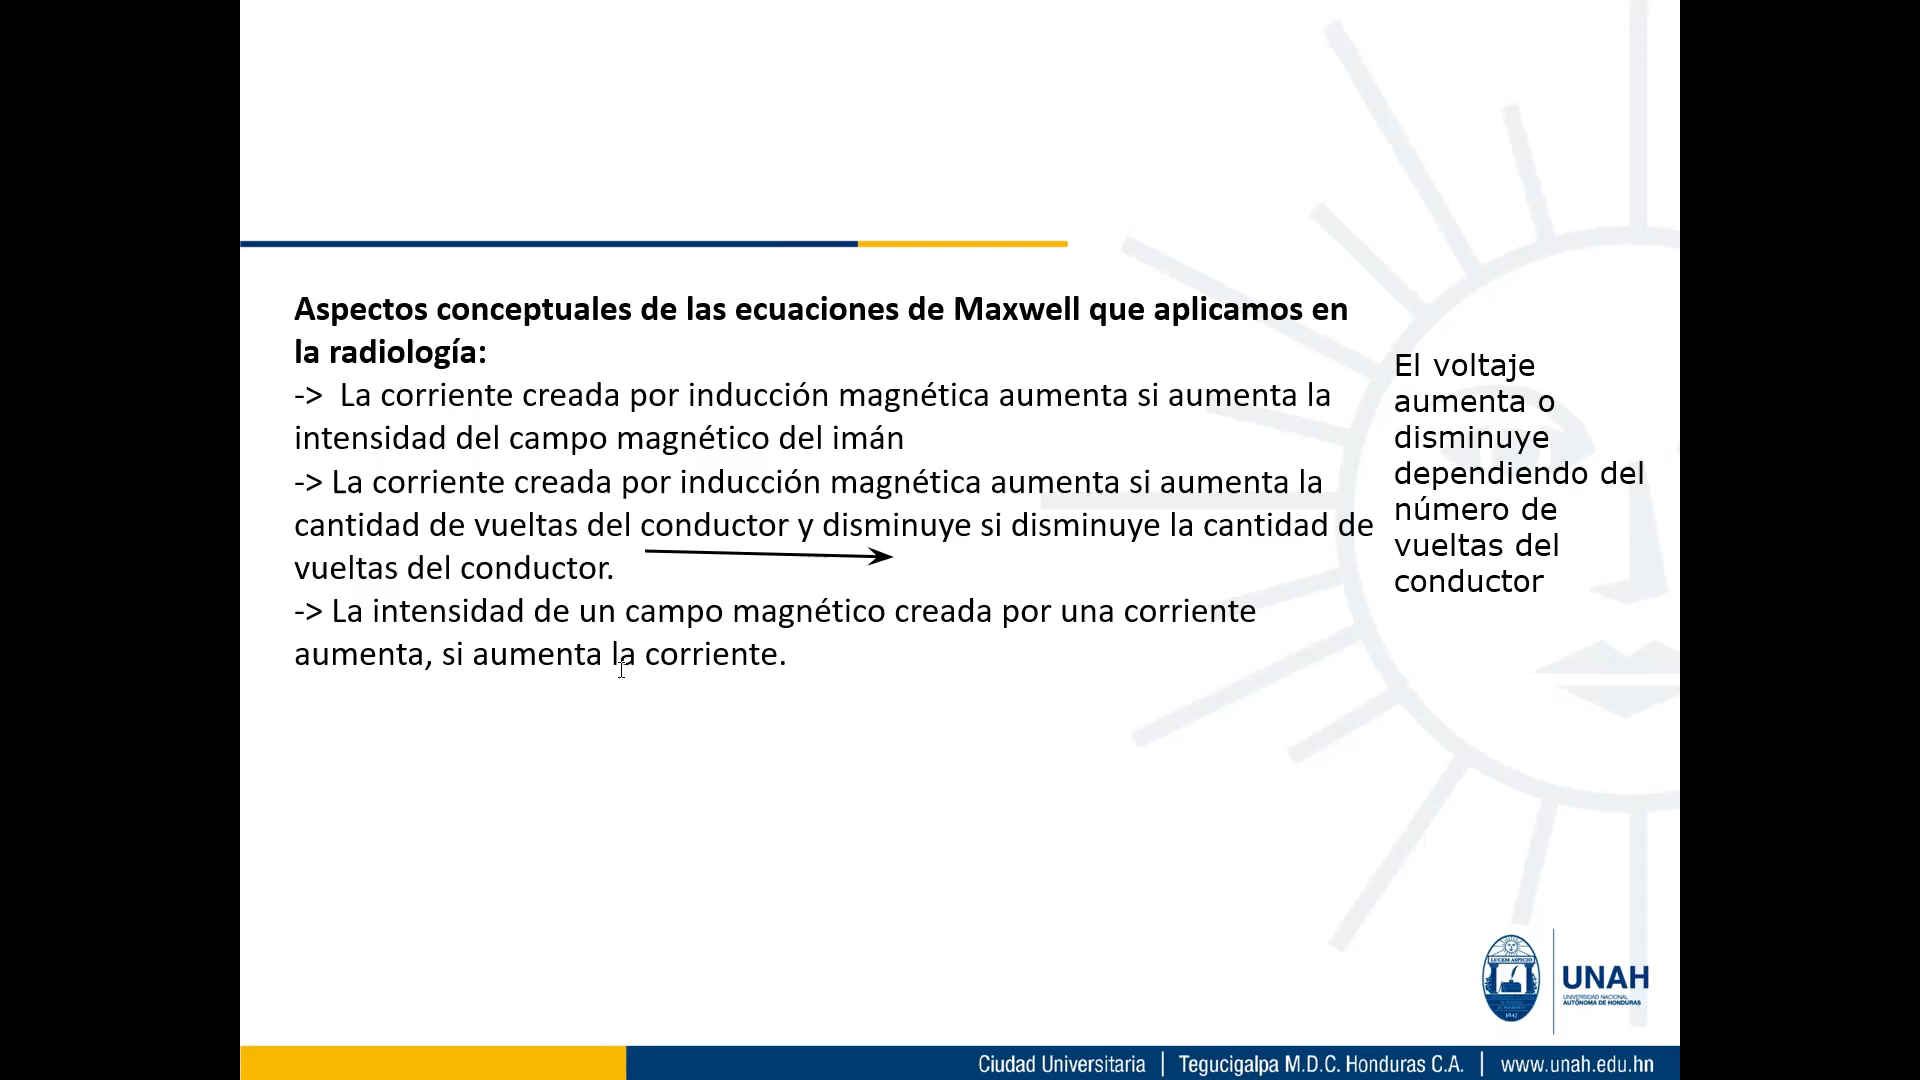 Aspectos conceptuales de las ecuaciones de Maxwell que aplicamos en
la radiología:
-> La corriente creada por inducción magnética aumenta si aumenta la
intensidad del campo magnético del imán
-> La corriente creada por inducción magnética aumenta si aumenta la
cantidad de vueltas del conductor y disminuye si disminuye la cantidad de
vueltas del conductor.
-> La intensidad de un campo magnético creada por una corriente
aumenta, si aumenta la corriente.
El voltaje
aumenta o
disminuye
dependiendo del
número de
vueltas del
conductor
LUCEM ASPICIO
1847
UNAH
UNIVERSIDAD NACIONAL
AUTÓNOMA DE HONDURAS
Ciudad Universitaria | Tegucigalpa M.D.C. Honduras C.A. | www.unah.edu.hn